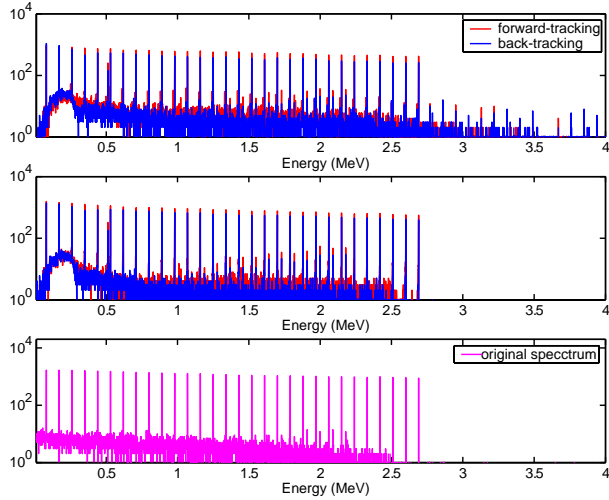 10^4
forward-tracking
back-tracking
10^2
10^0
0.5 1 1.5 2 2.5 3 3.5 4
Energy (MeV)
10^4
10^2
10^0
0.5 1 1.5 2 2.5 3 3.5 4
Energy (MeV)
10^4
original specctrum
10^2
10^0
0.5 1 1.5 2 2.5 3 3.5 4
Energy (MeV)